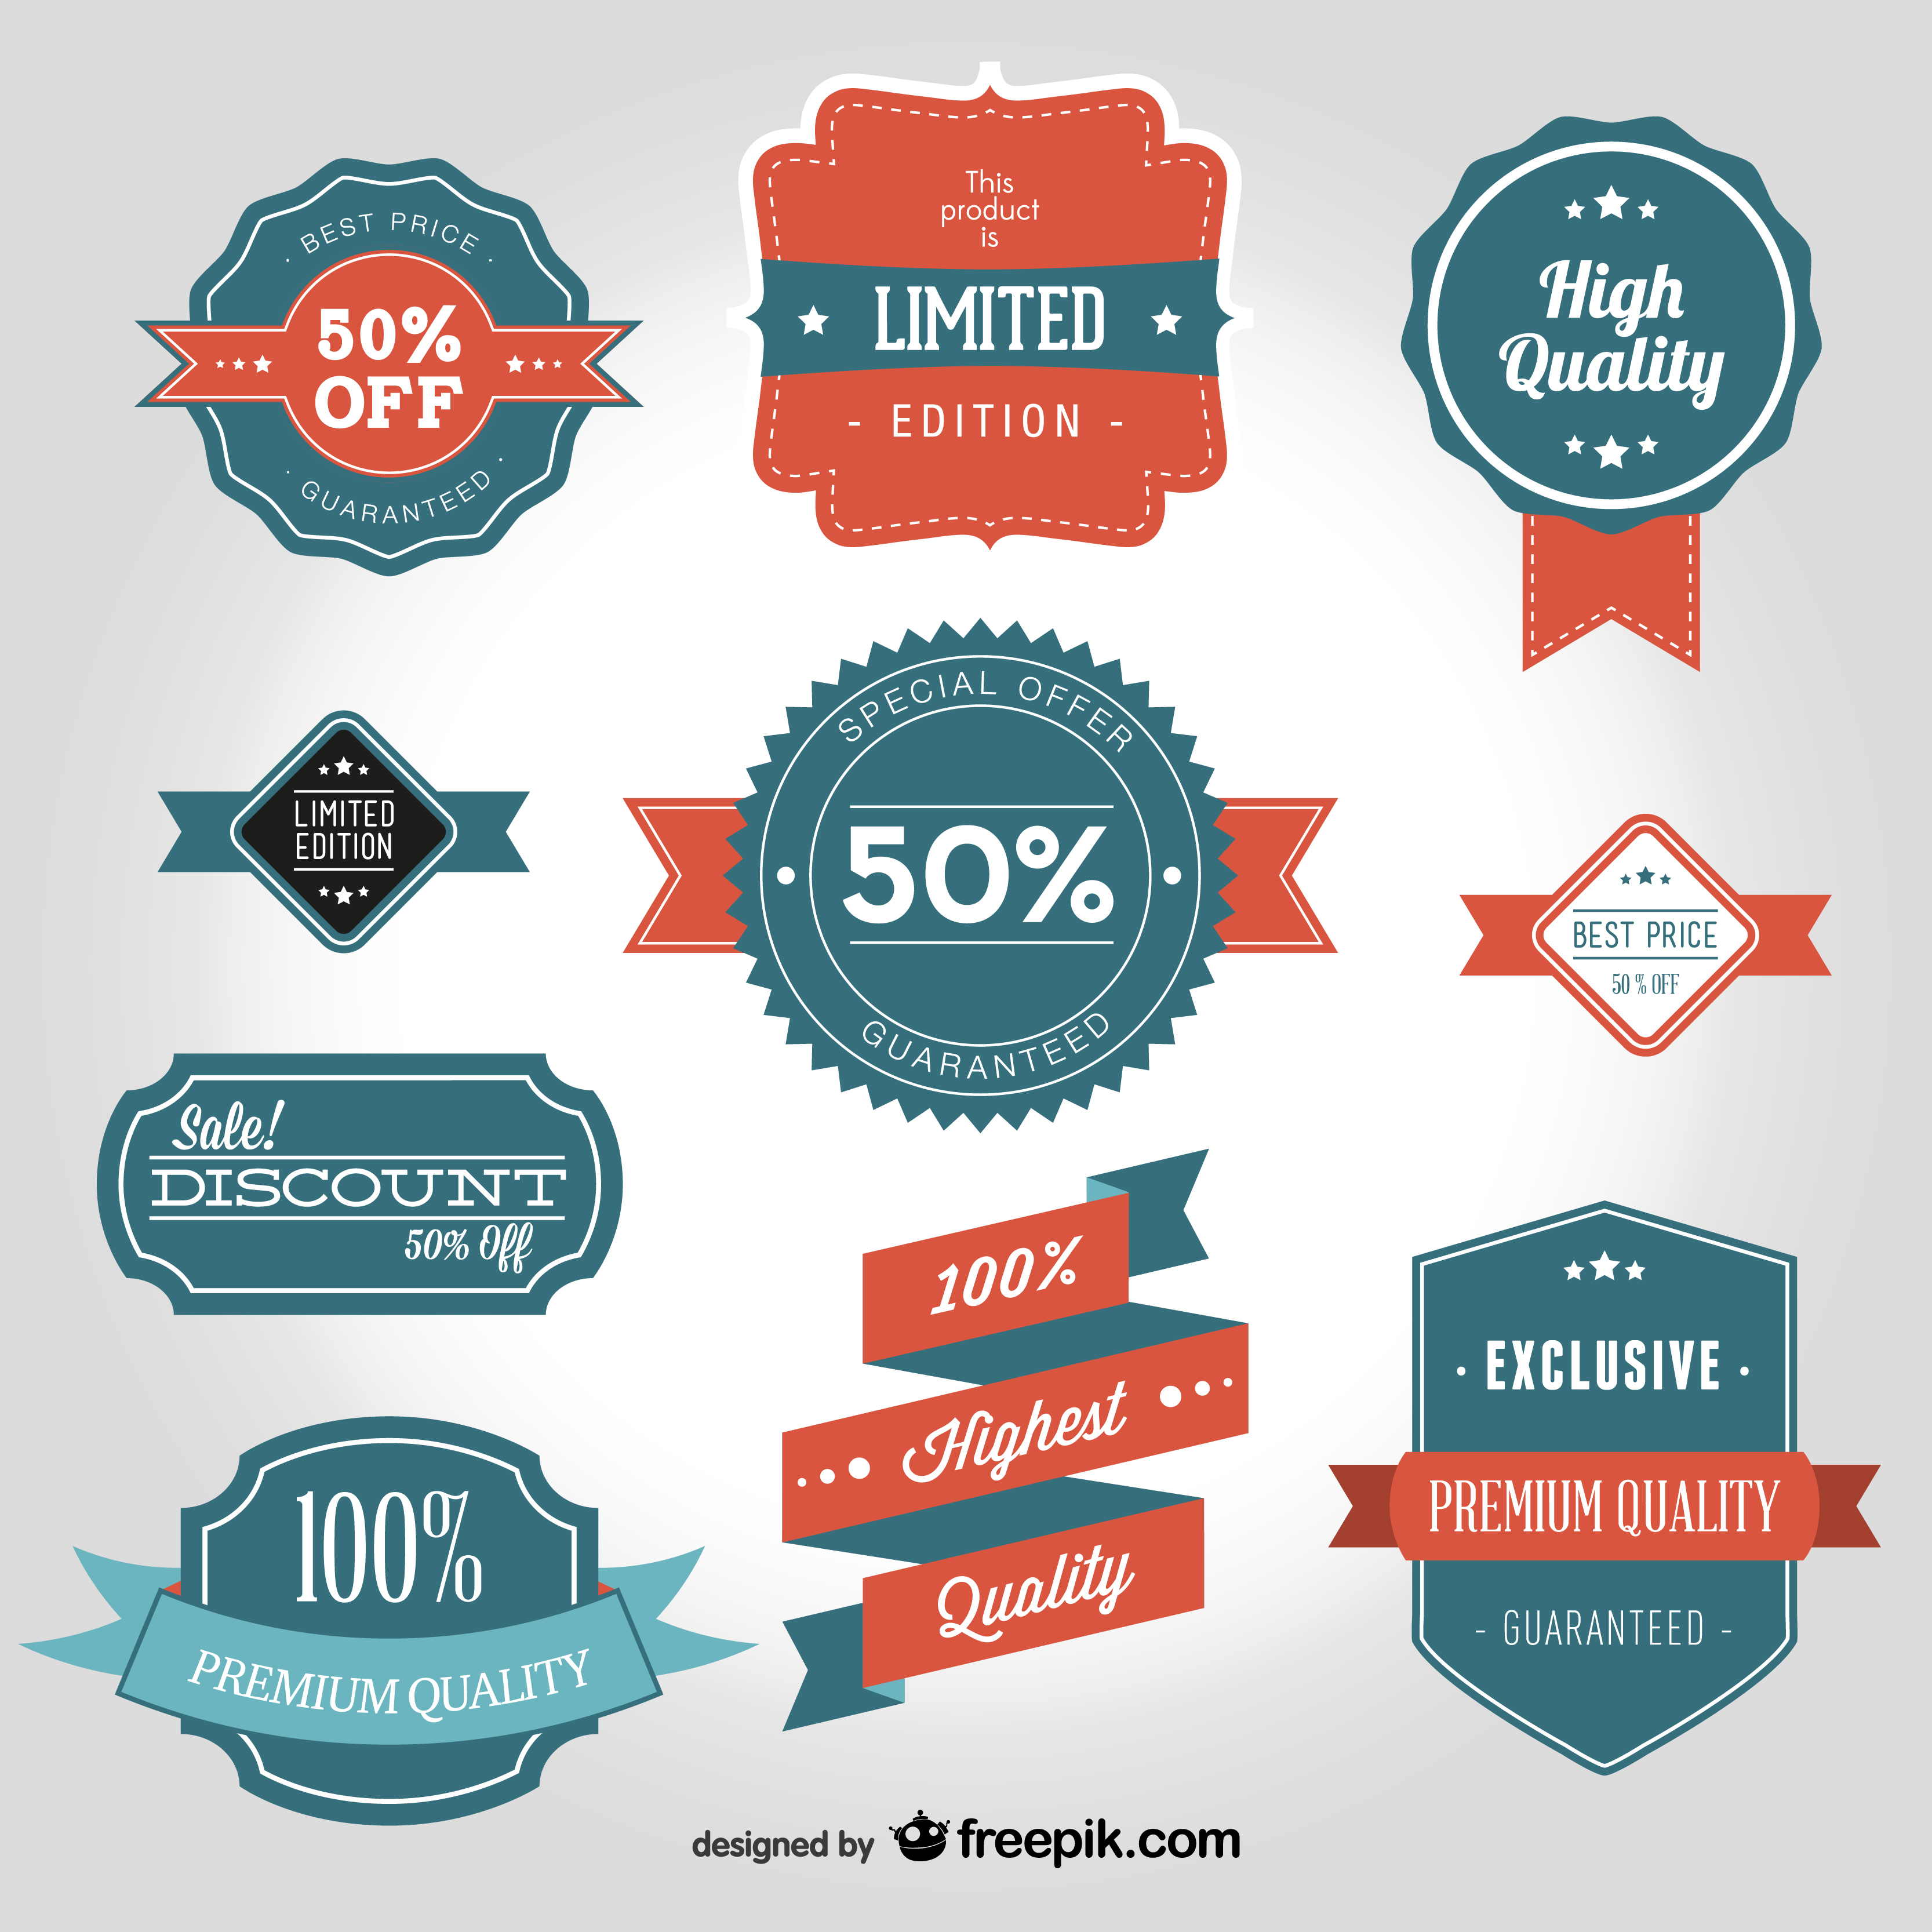 · BEST PRICE ·
50%
OFF
· GUARANTEED ·
This
product
is
LIMITED
- EDITION -
High
Quality
LIMITED
EDITION
SPECIAL OFFER
50%
GUARANTEED
BEST PRICE
50 % OFF
Sale!
DISCOUNT
50% Off
100%
Highest
Quality
· EXCLUSIVE ·
PREMIUM QUALITY
- GUARANTEED -
100%
PREMIUM QUALITY
designed by freepik.com